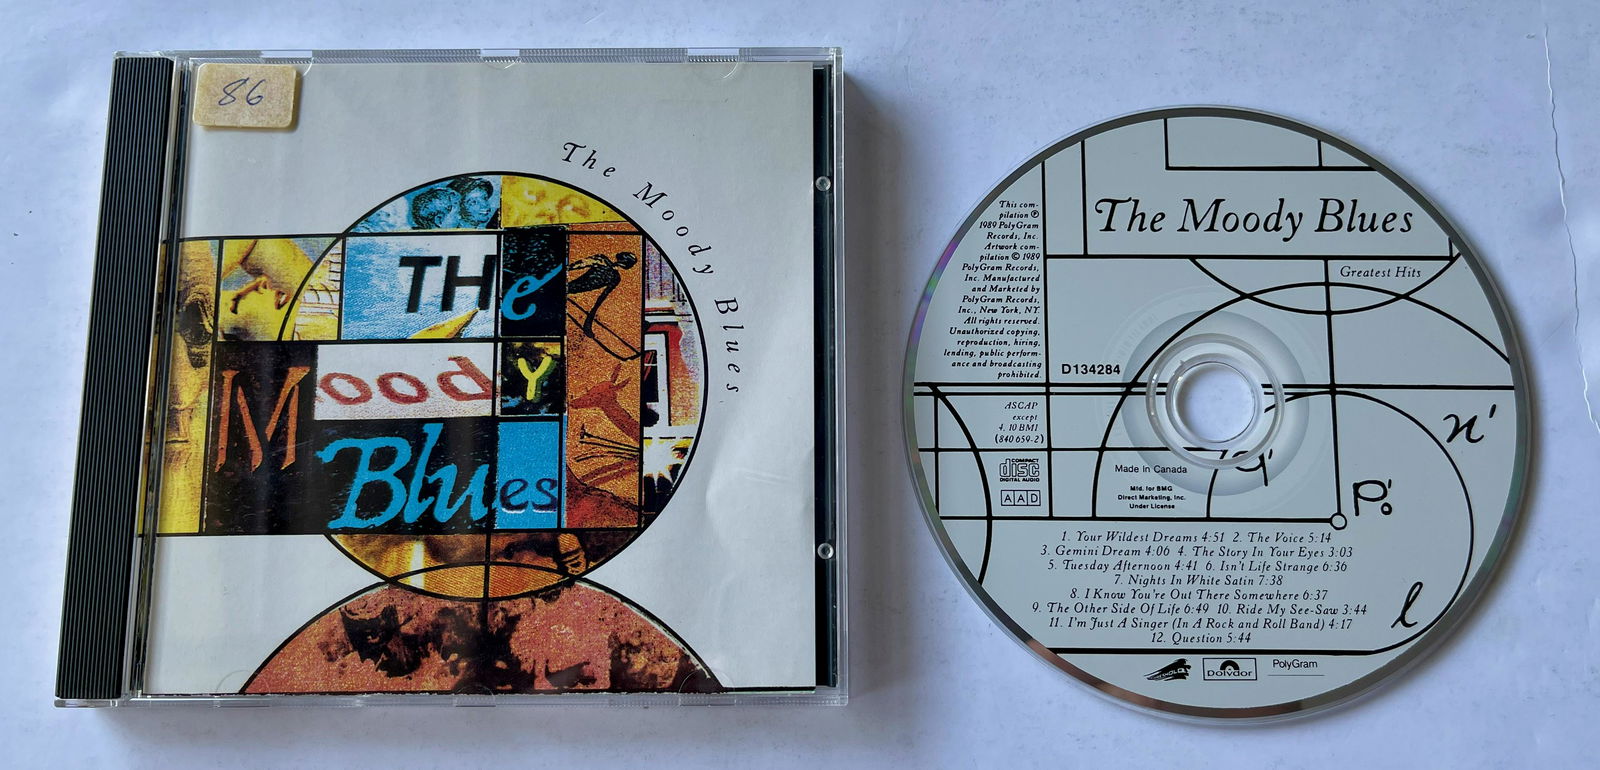 86
The Moody Blues
THe
Moody
Blues
The Moody Blues
Greatest Hits
This com-
pilation ℗
1989 PolyGram
Records, Inc.
Artwork com-
pilation © 1989
PolyGram Records,
Inc. Manufactured
and Marketed by
PolyGram Records,
Inc., New York, NY.
All rights reserved.
Unauthorized copying,
reproduction, hiring,
lending, public perform-
ance and broadcasting
prohibited.
D134284
ASCAP
except
4, 10 BMI
(840 659-2)
COMPACT
disc
DIGITAL AUDIO
AAD
Made In Canada
Mfd. for BMG
Direct Marketing, Inc.
Under License
n'
q'
P'o
l
1. Your Wildest Dreams 4:51 2. The Voice 5:14
3. Gemini Dream 4:06 4. The Story In Your Eyes 3:03
5. Tuesday Afternoon 4:41 6. Isn't Life Strange 6:36
7. Nights In White Satin 7:38
8. I Know You're Out There Somewhere 6:37
9. The Other Side Of Life 6:49 10. Ride My See-Saw 3:44
11. I'm Just A Singer (In A Rock and Roll Band) 4:17
12. Question 5:44
Polydor
PolyGram